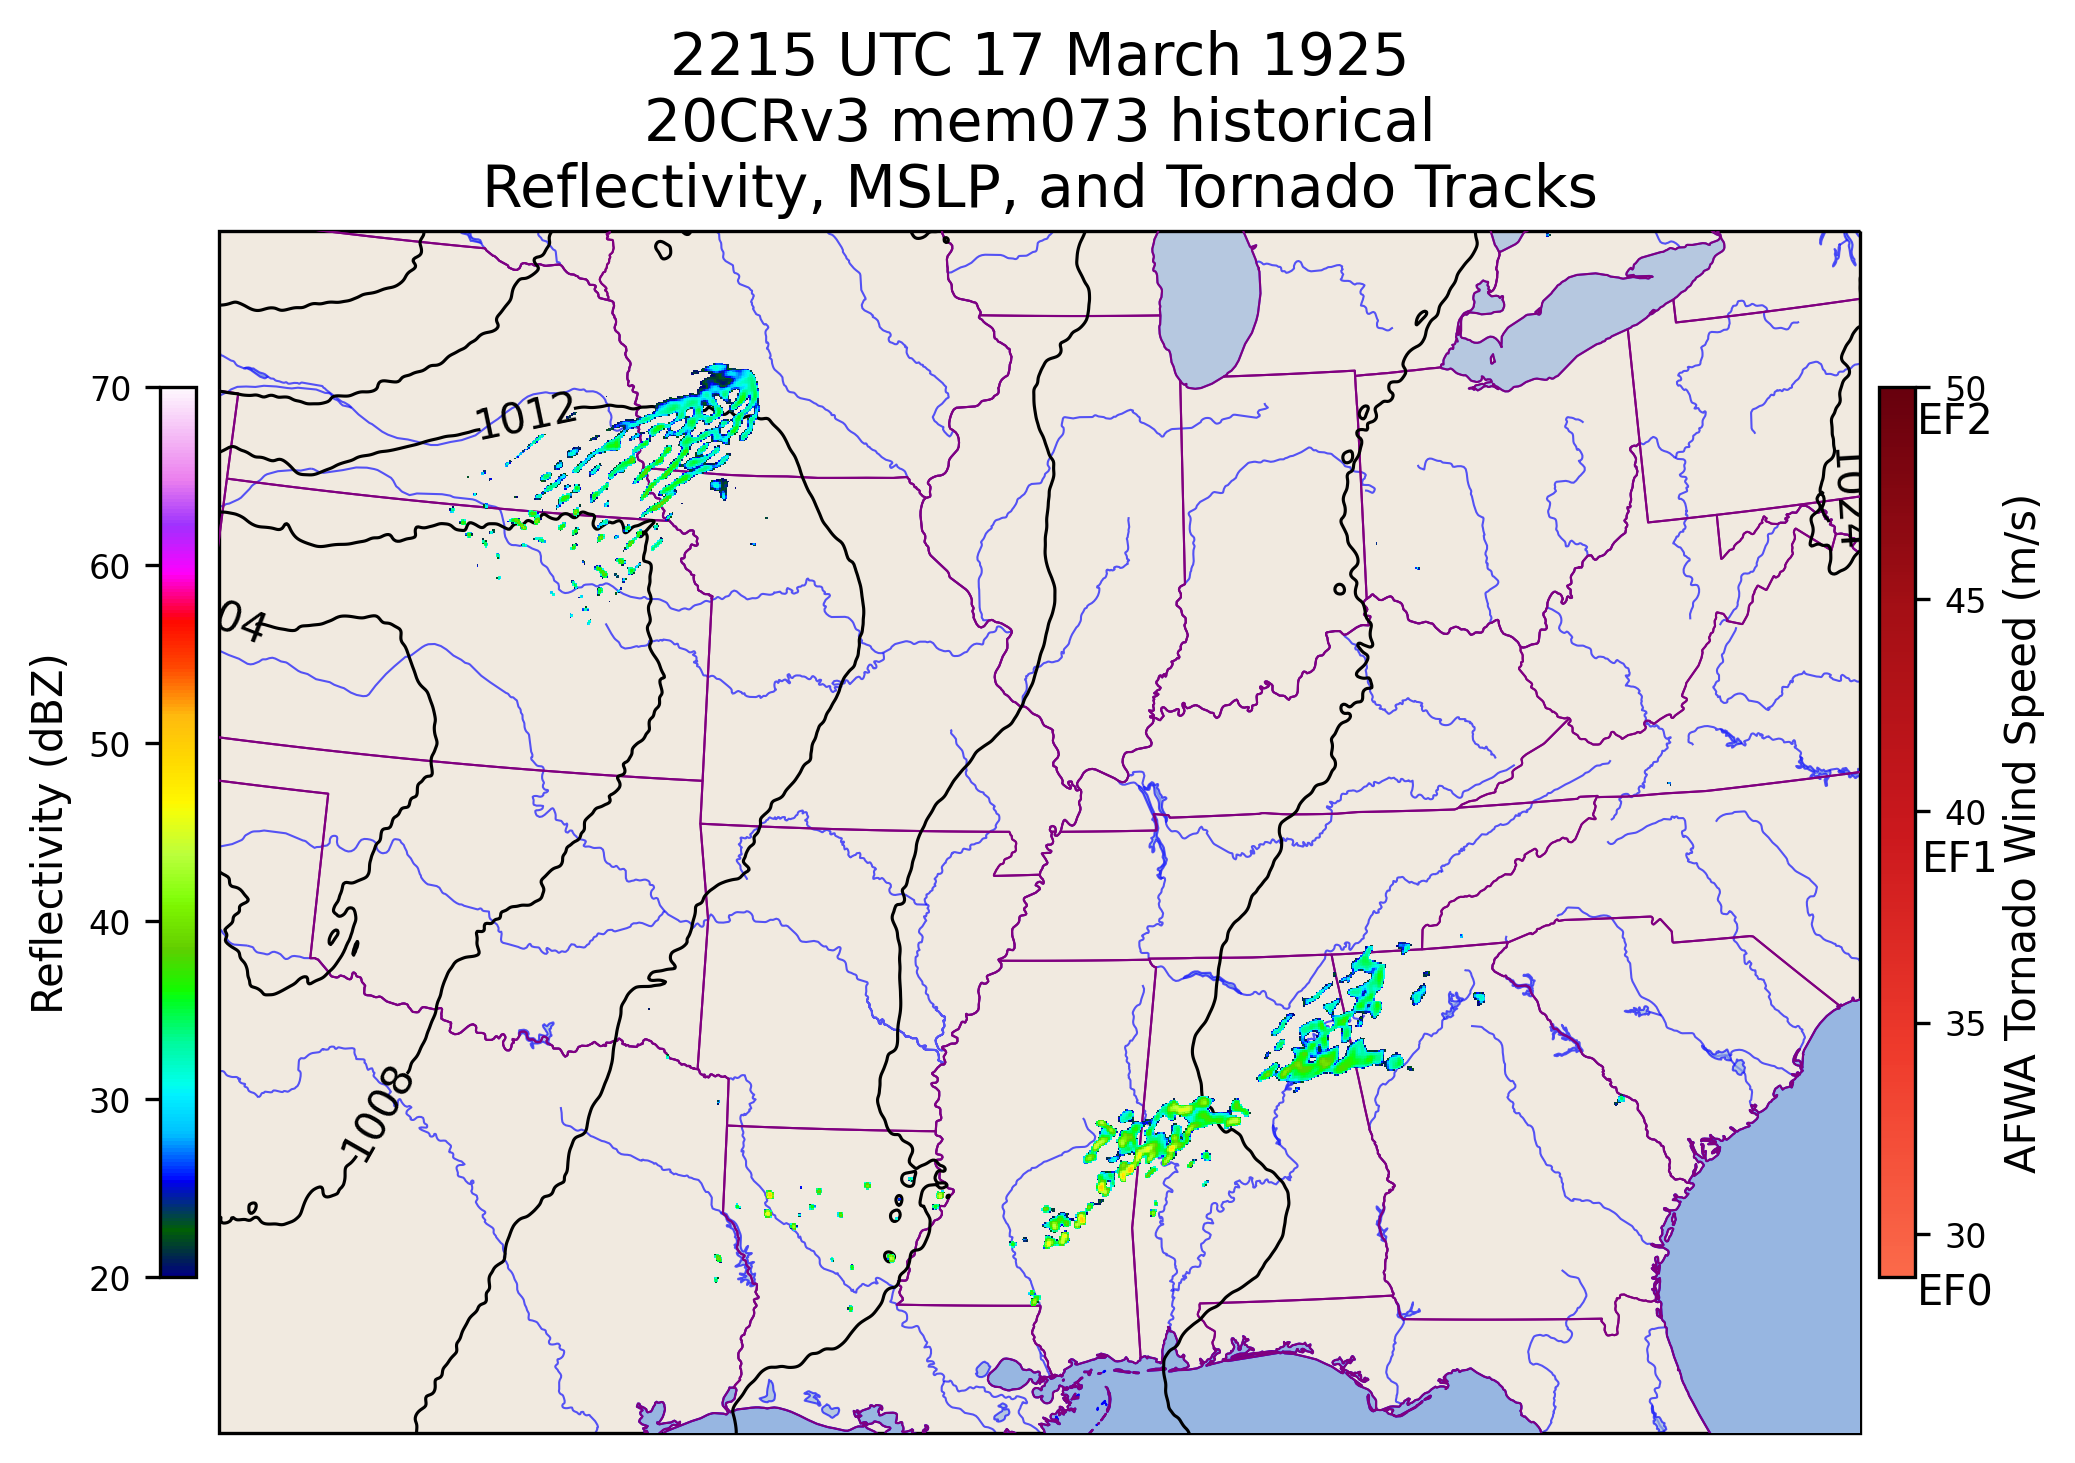 2215 UTC 17 March 1925
20CRv3 mem073 historical
Reflectivity, MSLP, and Tornado Tracks
1012
1024
04
1008
Reflectivity (dBZ)
70
60
50
40
30
20
50
EF2
45
40
EF1
35
30
EF0
AFWA Tornado Wind Speed (m/s)